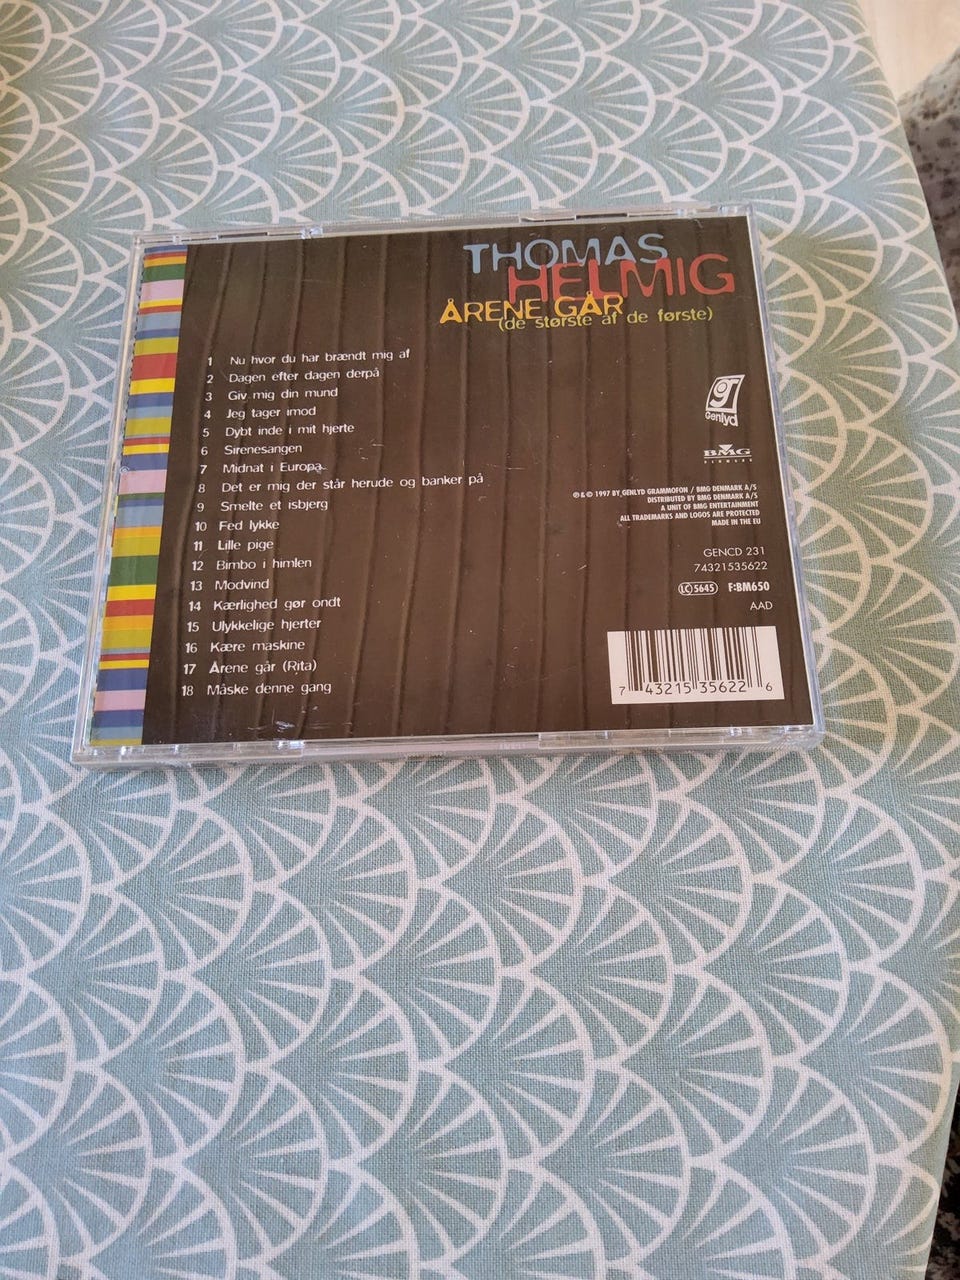 THOMAS
HELMIG
ÅRENE GÅR
(de største af de første)
1 Nu hvor du har brændt mig af
2 Dagen efter dagen derpå
3 Giv mig din mund
4 Jeg tager imod
5 Dybt inde i mit hjerte
6 Sirenesangen
7 Midnat i Europa
8 Det er mig der står herude og banker på
9 Smelte et isbjerg
10 Fed lykke
11 Lille pige
12 Bimbo i himlen
13 Modvind
14 Kærlighed gør ondt
15 Ulykkelige hjerter
16 Kære maskine
17 Årene går (Rita)
18 Måske denne gang
Genlyd
BMG
DENMARK
℗ & © 1997 BY GENLYD GRAMMOFON / BMG DENMARK A/S
DISTRIBUTED BY BMG DENMARK A/S
A UNIT OF BMG ENTERTAINMENT
ALL TRADEMARKS AND LOGOS ARE PROTECTED
MADE IN THE EU
GENCD 231
74321535622
LC 5645 F:BM650
AAD
7 43215 35622 6